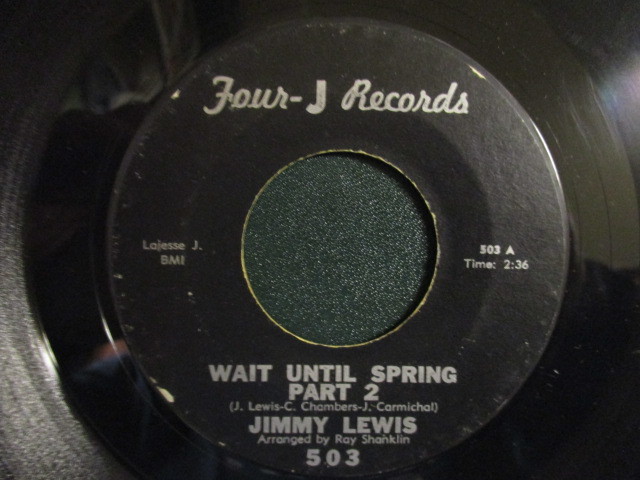 Four-J Records
Lajesse J.
BMI
503 A
Time: 2:36
WAIT UNTIL SPRING
PART 2
(J. Lewis-C. Chambers-J. Carmichal)
JIMMY LEWIS
Arranged by Ray Shanklin
503